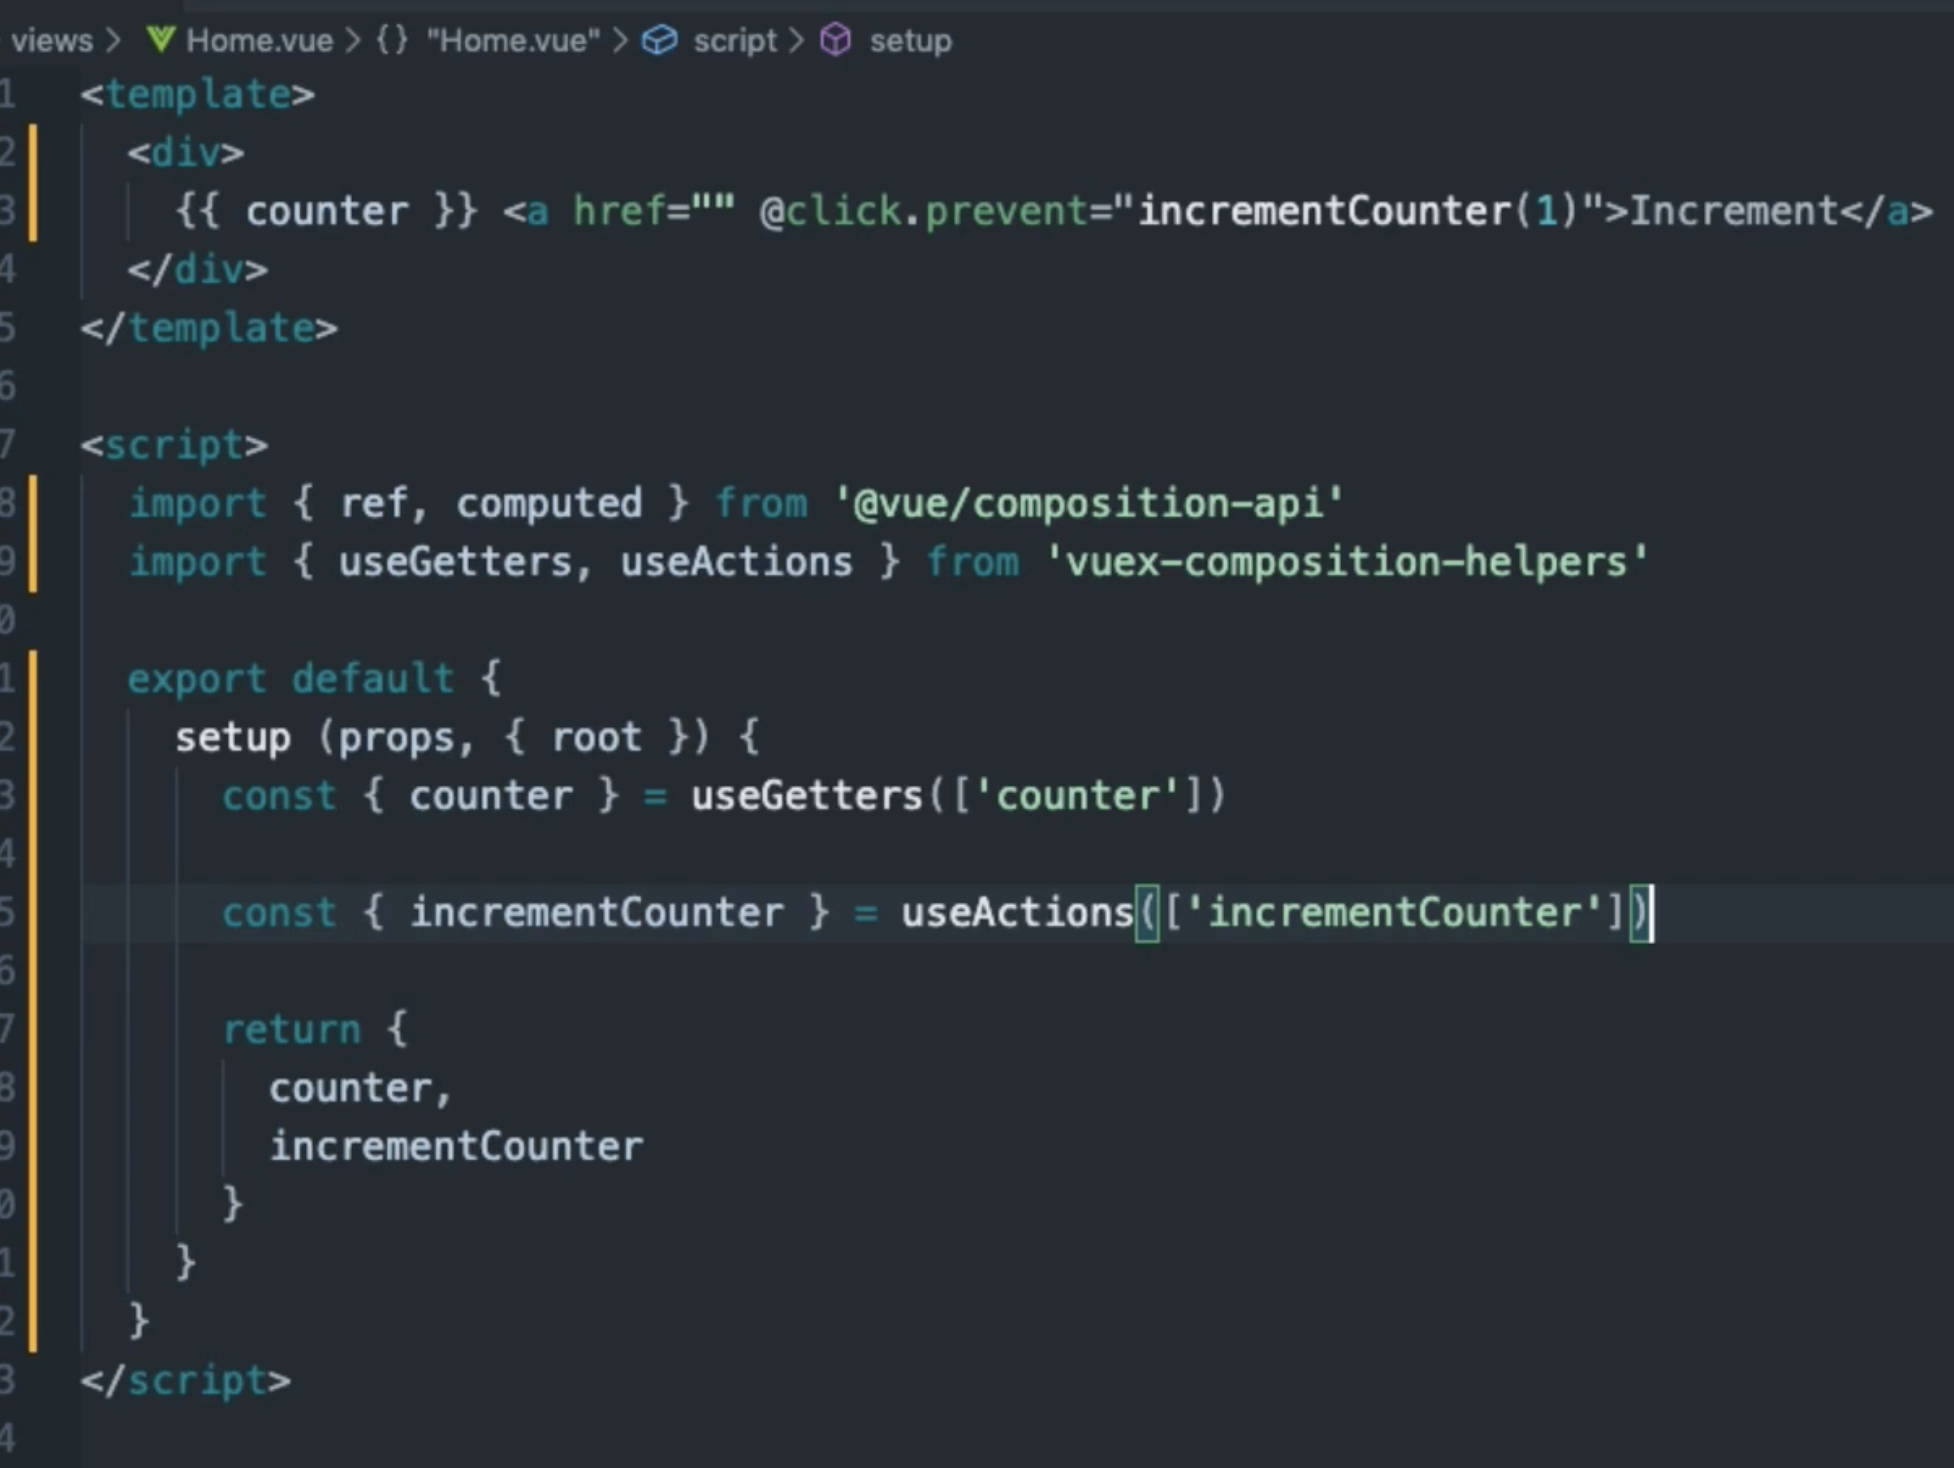 views > Home.vue > {} "Home.vue" > script > setup
1 <template>
2   <div>
3     {{ counter }} <a href="" @click.prevent="incrementCounter(1)">Increment</a>
4   </div>
5 </template>
6
7 <script>
8   import { ref, computed } from '@vue/composition-api'
9   import { useGetters, useActions } from 'vuex-composition-helpers'
0
1   export default {
2     setup (props, { root }) {
3       const { counter } = useGetters(['counter'])
4
5       const { incrementCounter } = useActions(['incrementCounter'])
6
7       return {
8         counter,
9         incrementCounter
0       }
1     }
2   }
3 </script>
4